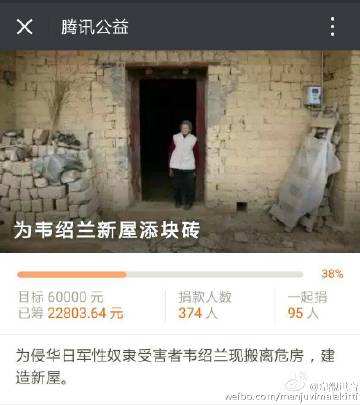 腾讯公益
为韦绍兰新屋添块砖
38%
目标 60000 元
已筹 22803.64 元
捐款人数
374 人
一起捐
95 人
为侵华日军性奴隶受害者韦绍兰现搬离危房，建
造新屋。
weibo.com/manjuvimalakirti